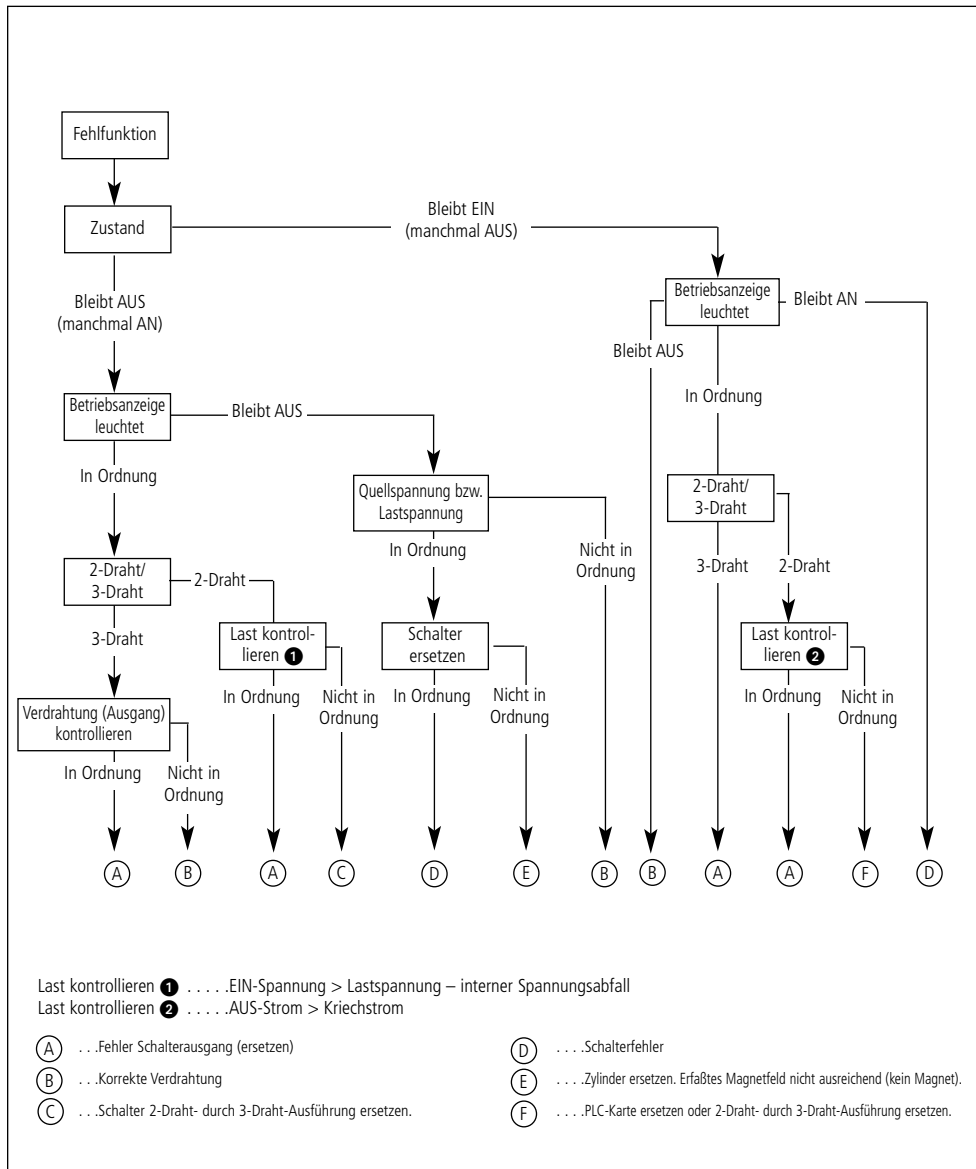 Fehlfunktion
Zustand
Bleibt EIN
(manchmal AUS)
Bleibt AUS
(manchmal AN)
Betriebsanzeige
leuchtet
Bleibt AN
Bleibt AUS
In Ordnung
Betriebsanzeige
leuchtet
Bleibt AUS
In Ordnung
Quellspannung bzw.
Lastspannung
In Ordnung
Nicht in
Ordnung
2-Draht/
3-Draht
3-Draht
2-Draht
2-Draht/
3-Draht
2-Draht
3-Draht
Last kontrol-
lieren ❶
In Ordnung
Nicht in
Ordnung
Schalter
ersetzen
In Ordnung
Nicht in
Ordnung
Last kontrol-
lieren ❷
In Ordnung
Nicht in
Ordnung
Verdrahtung (Ausgang)
kontrollieren
In Ordnung
Nicht in
Ordnung
A B A C D E B B A A F D
Last kontrollieren ❶ . . . . .EIN-Spannung > Lastspannung – interner Spannungsabfall
Last kontrollieren ❷ . . . . .AUS-Strom > Kriechstrom
A . . .Fehler Schalterausgang (ersetzen)
B . . .Korrekte Verdrahtung
C . . .Schalter 2-Draht- durch 3-Draht-Ausführung ersetzen.
D . . . .Schalterfehler
E . . . .Zylinder ersetzen. Erfaßtes Magnetfeld nicht ausreichend (kein Magnet).
F . . . .PLC-Karte ersetzen oder 2-Draht- durch 3-Draht-Ausführung ersetzen.